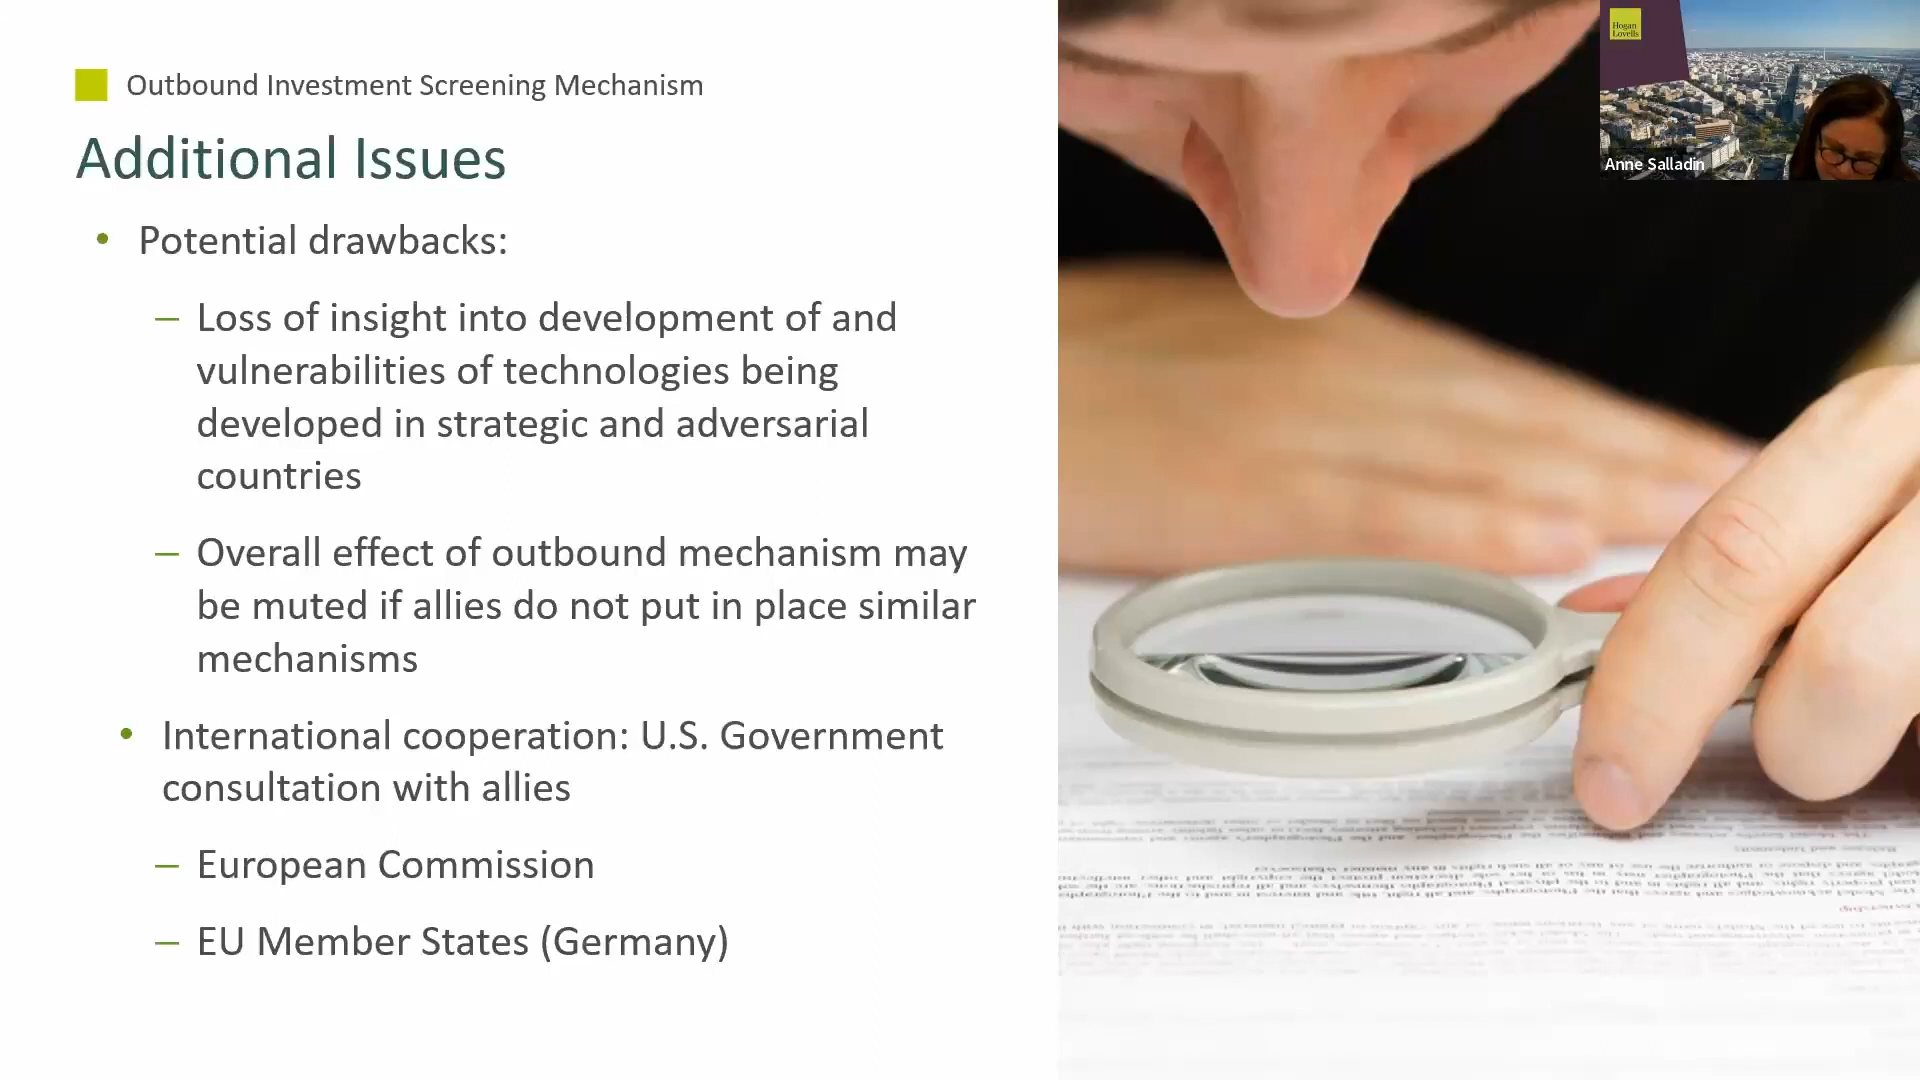 Outbound Investment Screening Mechanism
Additional Issues
• Potential drawbacks:
– Loss of insight into development of and
vulnerabilities of technologies being
developed in strategic and adversarial
countries
– Overall effect of outbound mechanism may
be muted if allies do not put in place similar
mechanisms
• International cooperation: U.S. Government
consultation with allies
– European Commission
– EU Member States (Germany)
Hogan
Lovells
Anne Salladin